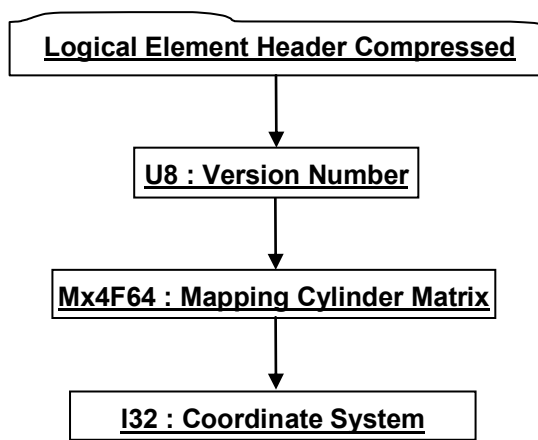 Logical Element Header Compressed
U8 : Version Number
Mx4F64 : Mapping Cylinder Matrix
I32 : Coordinate System